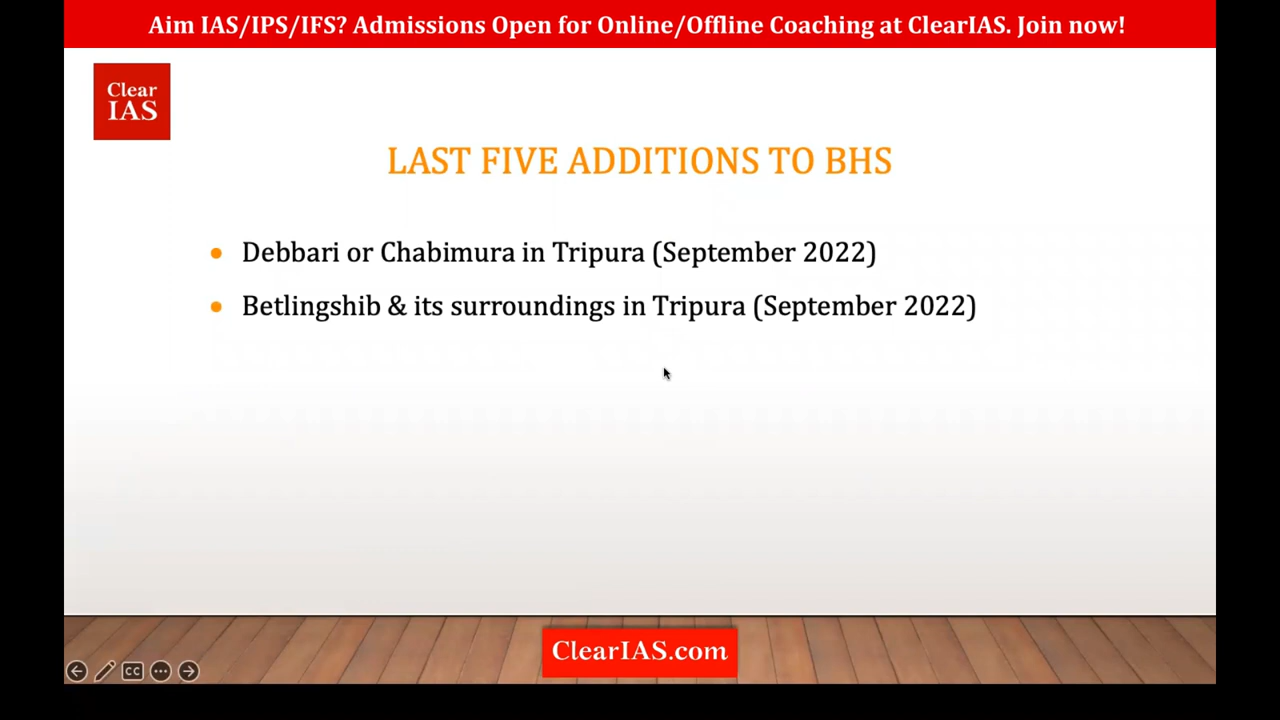 Aim IAS/IPS/IFS? Admissions Open for Online/Offline Coaching at ClearIAS. Join now!
Clear
IAS
LAST FIVE ADDITIONS TO BHS
• Debbari or Chabimura in Tripura (September 2022)
• Betlingshib & its surroundings in Tripura (September 2022)
ClearIAS.com
CC